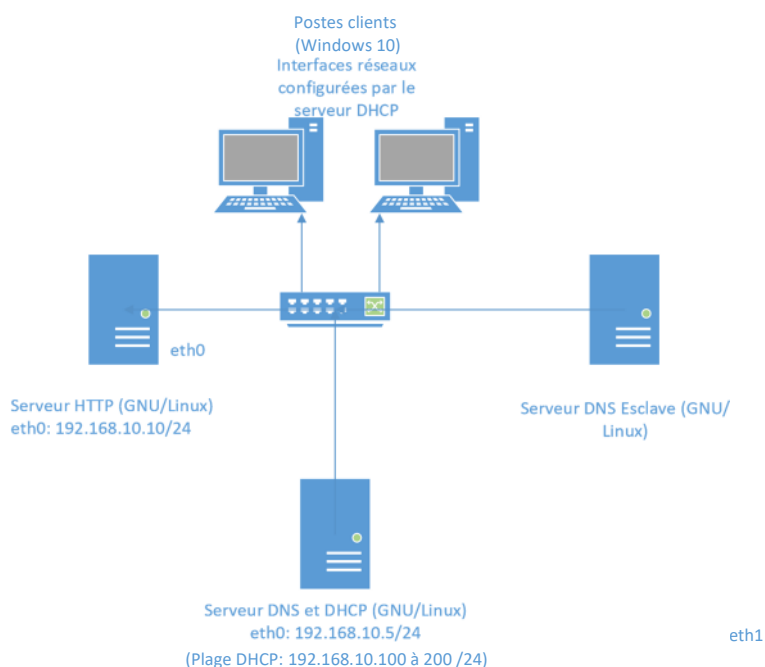 Postes clients
(Windows 10)
Interfaces réseaux
configurées par le
serveur DHCP
eth0
Serveur HTTP (GNU/Linux)
eth0: 192.168.10.10/24
Serveur DNS Esclave (GNU/
Linux)
Serveur DNS et DHCP (GNU/Linux)
eth0: 192.168.10.5/24
eth1
(Plage DHCP: 192.168.10.100 à 200 /24)